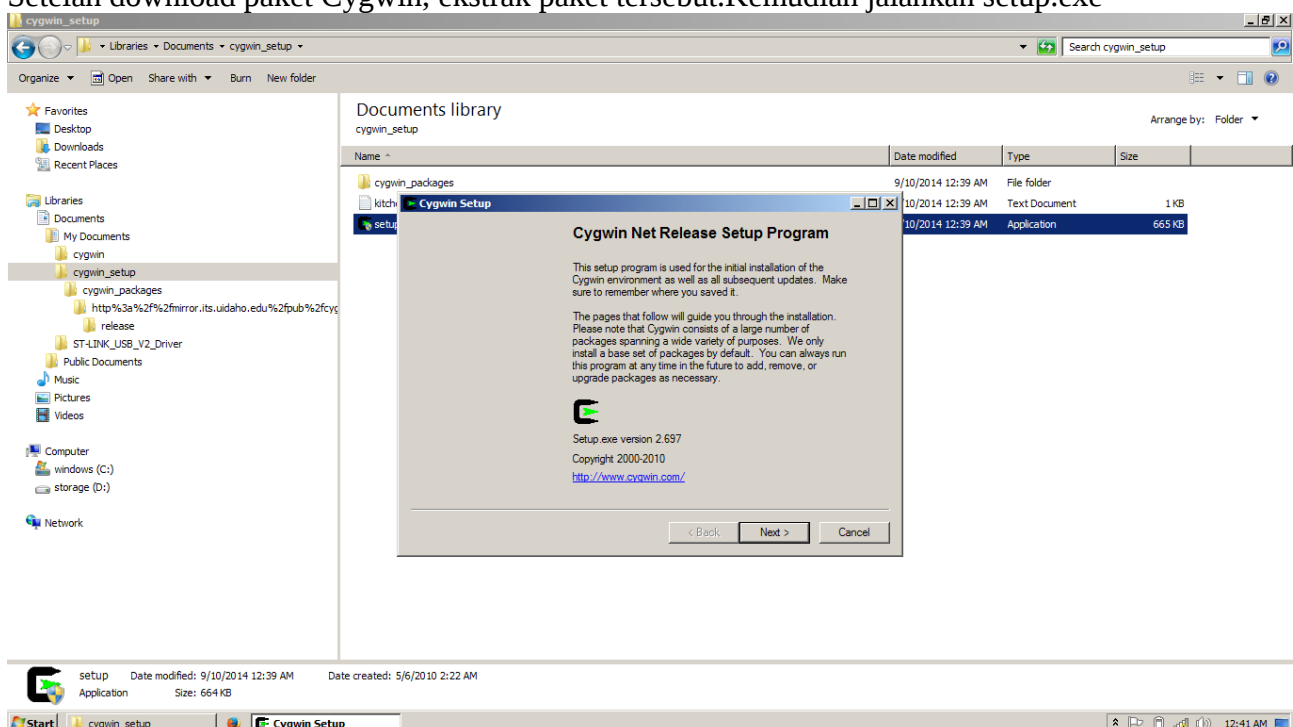 Setelah download paket Cygwin, ekstrak paket tersebut.Kemudian jalankan setup.exe
cygwin_setup
Libraries Documents cygwin_setup
Search cygwin_setup
Organize Open Share with Burn New folder
Favorites
Desktop
Downloads
Recent Places
Libraries
Documents
My Documents
cygwin
cygwin_setup
cygwin_packages
http%3a%2f%2fmirror.its.uidaho.edu%2fpub%2fcyg
release
ST-LINK_USB_V2_Driver
Public Documents
Music
Pictures
Videos
Computer
windows (C:)
storage (D:)
Network
Documents library
cygwin_setup
Arrange by: Folder
Name Date modified Type Size
cygwin_packages 9/10/2014 12:39 AM File folder
kitch /10/2014 12:39 AM Text Document 1 KB
setup /10/2014 12:39 AM Application 665 KB
Cygwin Setup
Cygwin Net Release Setup Program
This setup program is used for the initial installation of the
Cygwin environment as well as all subsequent updates. Make
sure to remember where you saved it.
The pages that follow will guide you through the installation.
Please note that Cygwin consists of a large number of
packages spanning a wide variety of purposes. We only
install a base set of packages by default. You can always run
this program at any time in the future to add, remove, or
upgrade packages as necessary.
Setup.exe version 2.697
Copyright 2000-2010
http://www.cygwin.com/
< Back Next > Cancel
setup Date modified: 9/10/2014 12:39 AM Date created: 5/6/2010 2:22 AM
Application Size: 664 KB
Start cygwin_setup Cygwin Setup 12:41 AM